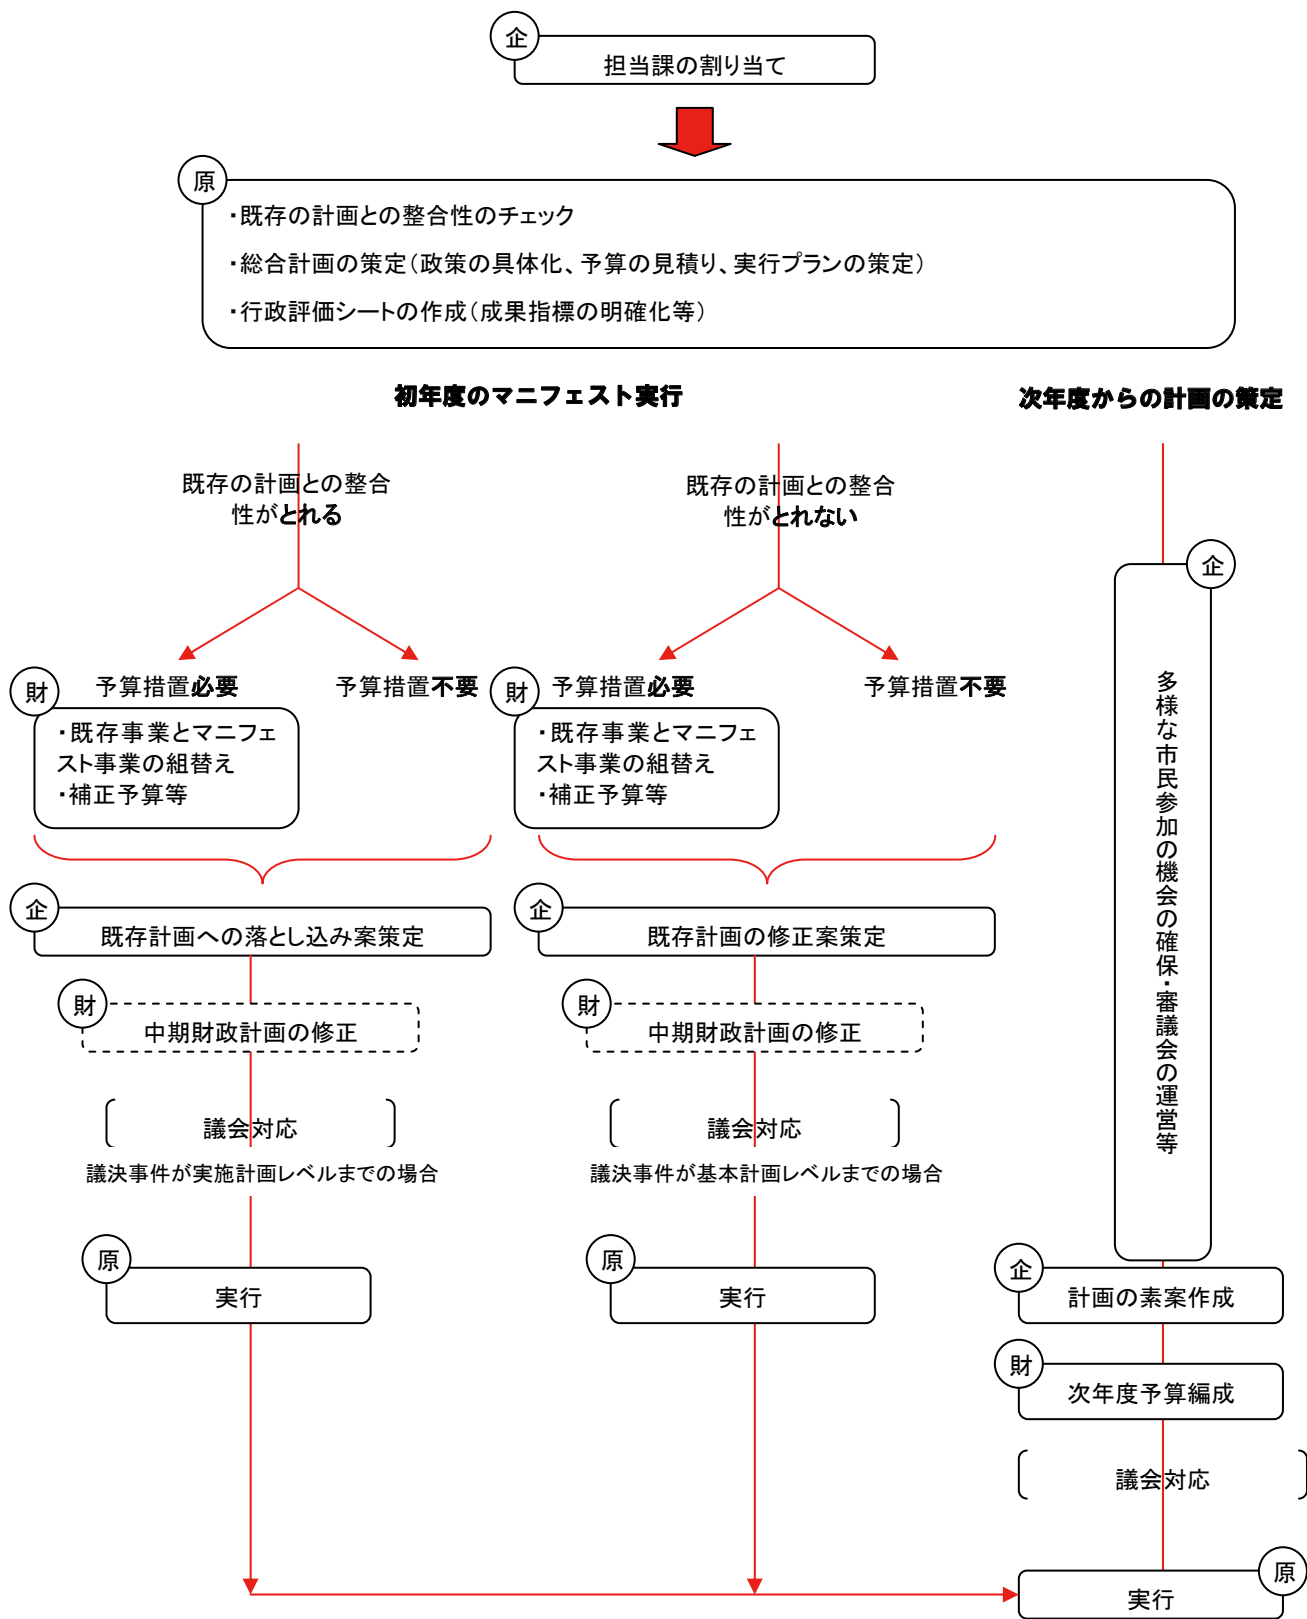 企
担当課の割り当て
原
・既存の計画との整合性のチェック
・総合計画の策定(政策の具体化、予算の見積り、実行プランの策定)
・行政評価シートの作成(成果指標の明確化等)
初年度のマニフェスト実行
次年度からの計画の策定
既存の計画との整合
性がとれる
既存の計画との整合
性がとれない
財
予算措置必要
予算措置不要
・既存事業とマニフェ
スト事業の組替え
・補正予算等
財
予算措置必要
予算措置不要
・既存事業とマニフェ
スト事業の組替え
・補正予算等
企
既存計画への落とし込み案策定
財
中期財政計画の修正
議会対応
議決事件が実施計画レベルまでの場合
原
実行
企
既存計画の修正案策定
財
中期財政計画の修正
議会対応
議決事件が基本計画レベルまでの場合
原
実行
企
多様な市民参加の機会の確保・審議会の運営等
企
計画の素案作成
財
次年度予算編成
議会対応
原
実行